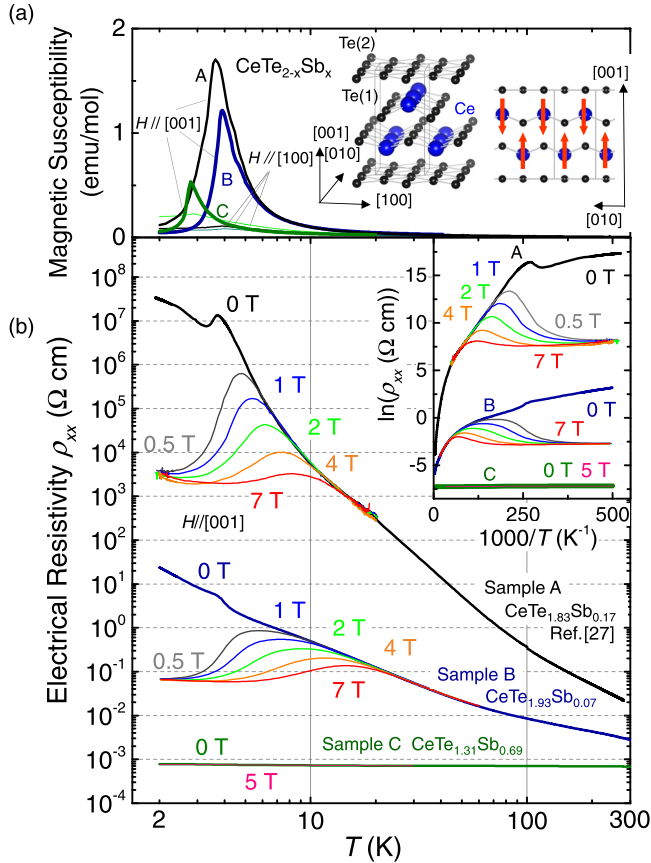 (a)
2
1
0
Magnetic Susceptibility
(emu/mol)
A
CeTe2-xSbx
H // [001]
H // [100]
B
C
Te(2)
Te(1)
Ce
[001]
[010]
[100]
[001]
[010]
(b)
Electrical Resistivity ρxx (Ω cm)
10^8
10^7
10^6
10^5
10^4
10^3
10^2
10^1
10^0
10^-1
10^-2
10^-3
10^-4
0 T
1 T
2 T
0.5 T
4 T
7 T
H//[001]
0 T
1 T
2 T
4 T
0.5 T
7 T
0 T
5 T
Sample A
CeTe1.83Sb0.17
Ref.[27]
Sample B
CeTe1.93Sb0.07
Sample C CeTe1.31Sb0.69
ln(ρxx (Ω cm))
15
10
5
0
-5
A
1 T
0 T
2 T
4 T
0.5 T
7 T
B
7 T
0 T
C
0 T
5 T
0
250
500
1000/T (K-1)
2
10
100
300
T (K)